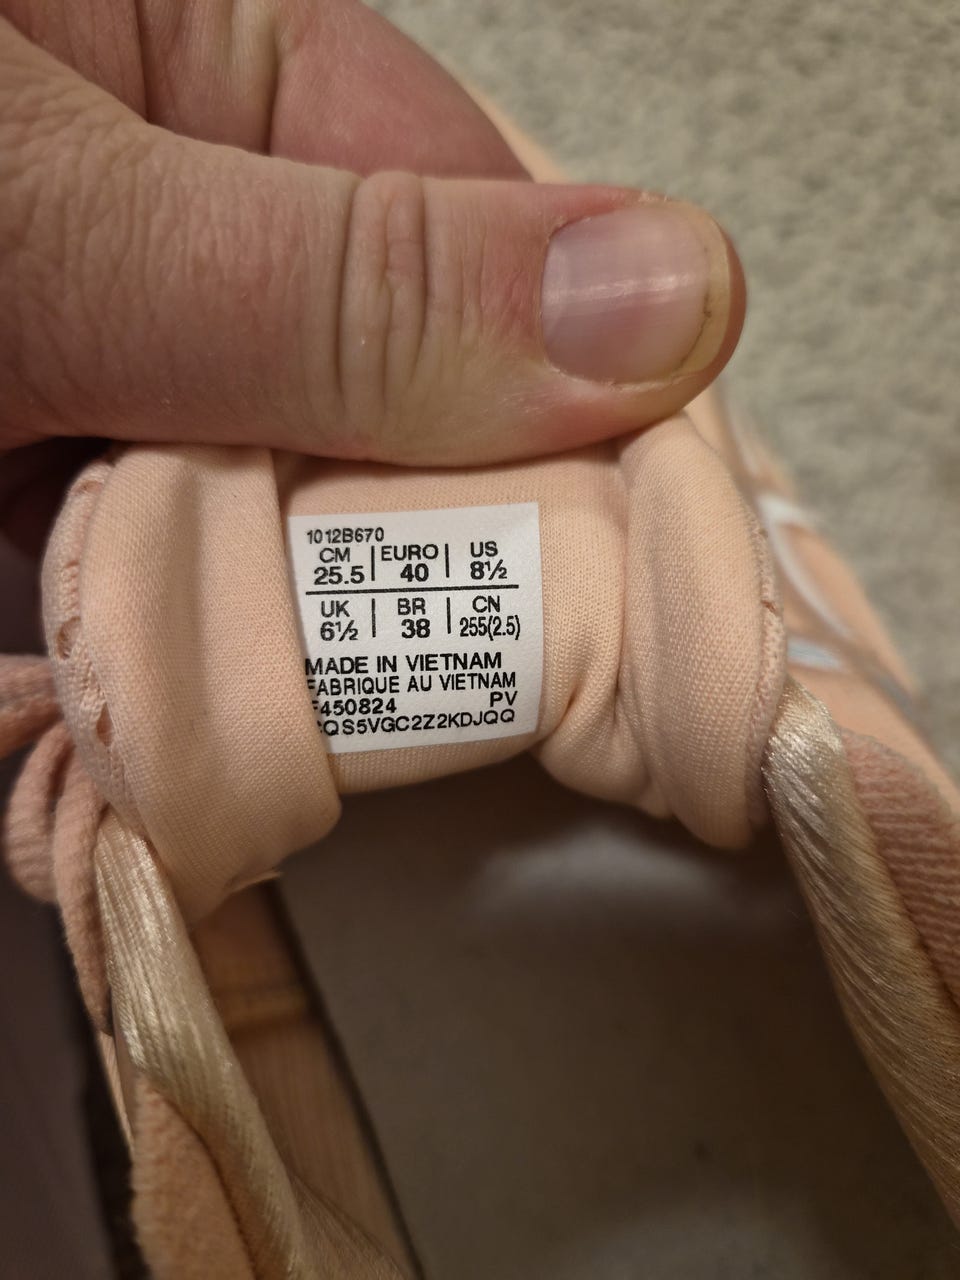 1012B670
CM | EURO | US
25.5 | 40 | 8½
UK | BR | CN
6½ | 38 | 255(2.5)
MADE IN VIETNAM
FABRIQUE AU VIETNAM
F450824 PV
QS5VGC2Z2KDJQQ